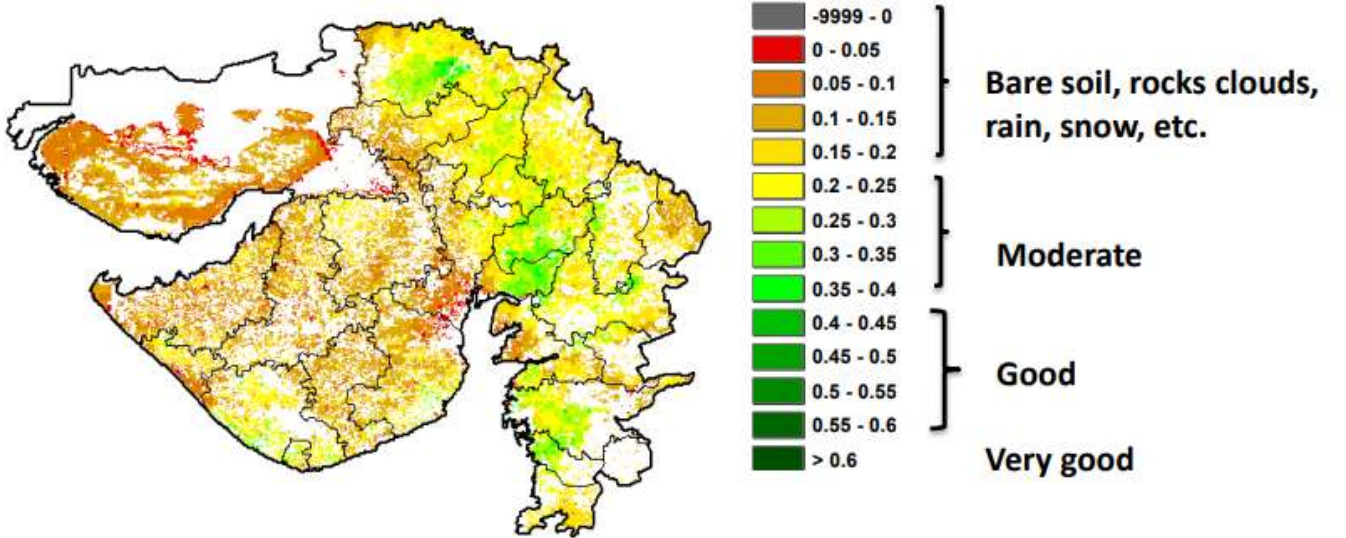 -9999 - 0
0 - 0.05
0.05 - 0.1
0.1 - 0.15
0.15 - 0.2
0.2 - 0.25
0.25 - 0.3
0.3 - 0.35
0.35 - 0.4
0.4 - 0.45
0.45 - 0.5
0.5 - 0.55
0.55 - 0.6
> 0.6
Bare soil, rocks clouds,
rain, snow, etc.
Moderate
Good
Very good